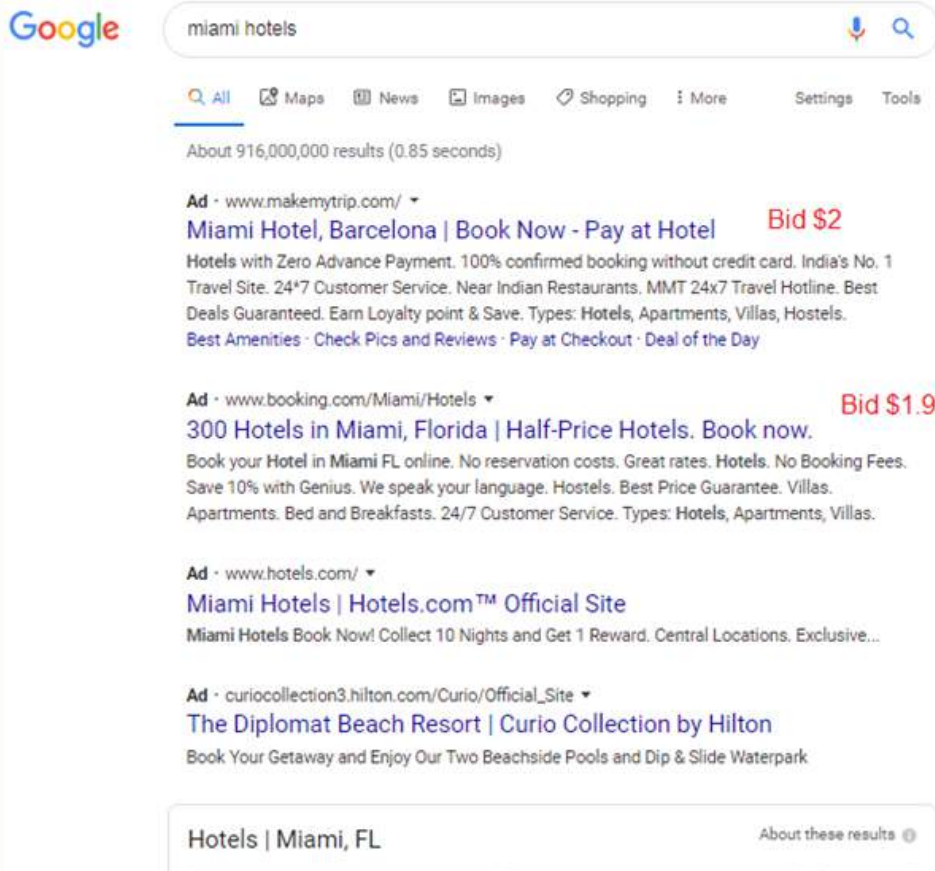 Google
miami hotels
All Maps News Images Shopping More Settings Tools
About 916,000,000 results (0.85 seconds)
Ad · www.makemytrip.com/
Miami Hotel, Barcelona | Book Now - Pay at Hotel
Bid $2
Hotels with Zero Advance Payment. 100% confirmed booking without credit card. India's No. 1
Travel Site. 24*7 Customer Service. Near Indian Restaurants. MMT 24x7 Travel Hotline. Best
Deals Guaranteed. Earn Loyalty point & Save. Types: Hotels, Apartments, Villas, Hostels.
Best Amenities · Check Pics and Reviews · Pay at Checkout · Deal of the Day
Ad · www.booking.com/Miami/Hotels
Bid $1.9
300 Hotels in Miami, Florida | Half-Price Hotels. Book now.
Book your Hotel in Miami FL online. No reservation costs. Great rates. Hotels. No Booking Fees.
Save 10% with Genius. We speak your language. Hostels. Best Price Guarantee. Villas.
Apartments. Bed and Breakfasts. 24/7 Customer Service. Types: Hotels, Apartments, Villas.
Ad · www.hotels.com/
Miami Hotels | Hotels.com™ Official Site
Miami Hotels Book Now! Collect 10 Nights and Get 1 Reward. Central Locations. Exclusive...
Ad · curiocollection3.hilton.com/Curio/Official_Site
The Diplomat Beach Resort | Curio Collection by Hilton
Book Your Getaway and Enjoy Our Two Beachside Pools and Dip & Slide Waterpark
Hotels | Miami, FL
About these results